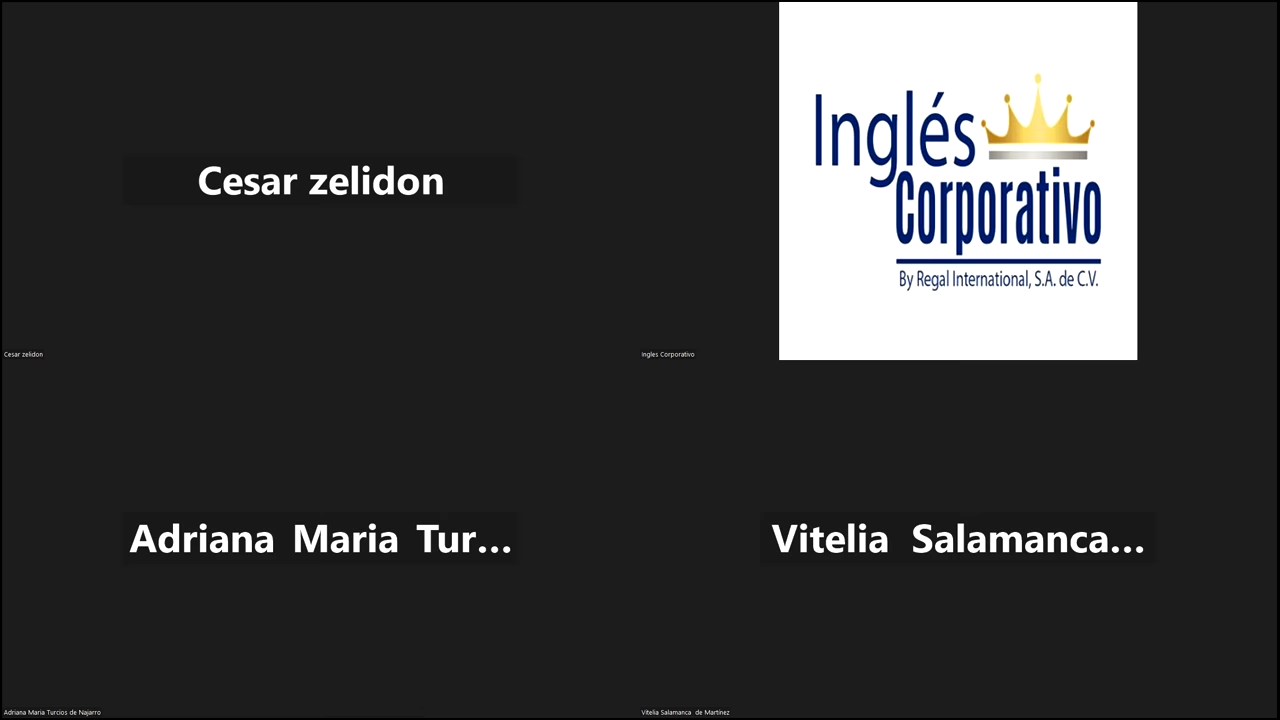 Cesar zelidon
Cesar zelidon
Inglés
Corporativo
By Regal International, S.A. de C.V.
Ingles Corporativo
Adriana Maria Tur...
Adriana Maria Turcios de Najarro
Vitelia Salamanca...
Vitelia Salamanca de Martínez